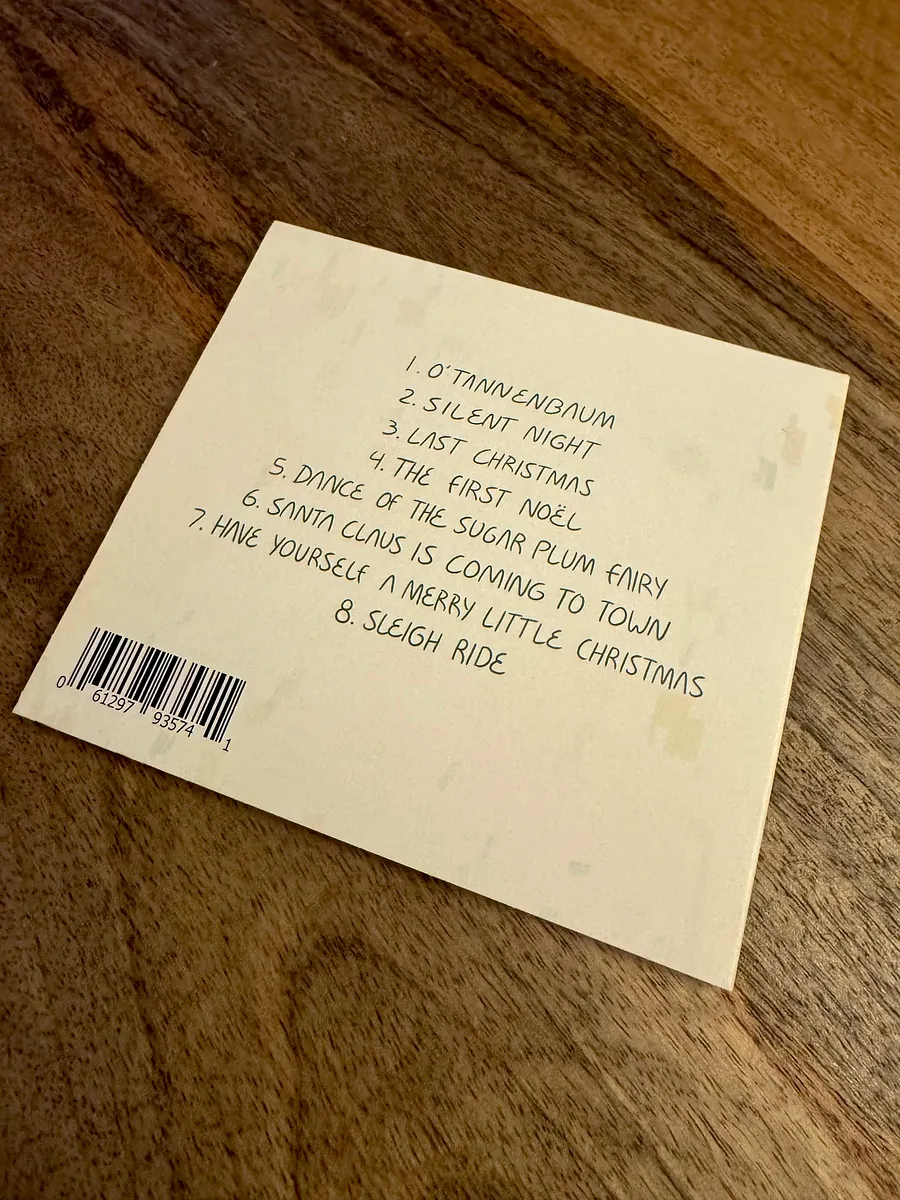 1. O'TANNENBAUM
2. SILENT NIGHT
3. LAST CHRISTMAS
4. THE FIRST NOËL
5. DANCE OF THE SUGAR PLUM FAIRY
6. SANTA CLAUS IS COMING TO TOWN
7. HAVE YOURSELF A MERRY LITTLE CHRISTMAS
8. SLEIGH RIDE
0 61297 93574 1